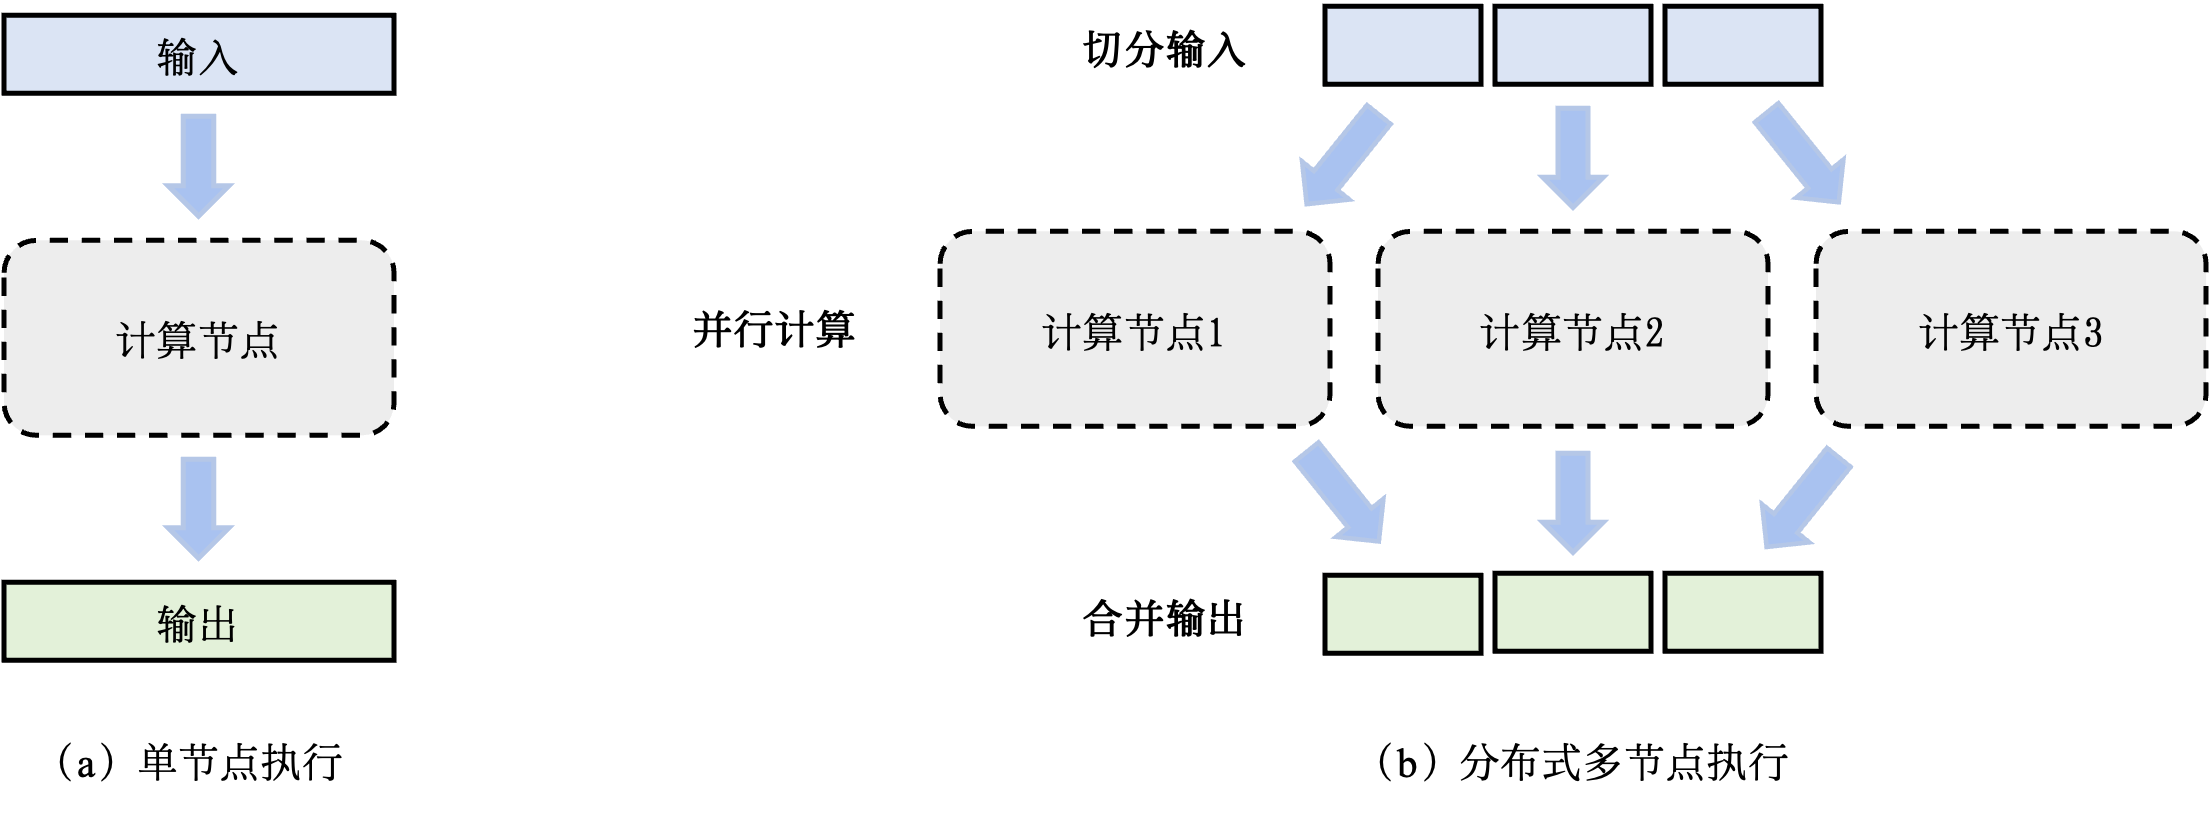 输入
计算节点
输出
（a）单节点执行
切分输入
并行计算
计算节点1
计算节点2
计算节点3
合并输出
（b）分布式多节点执行